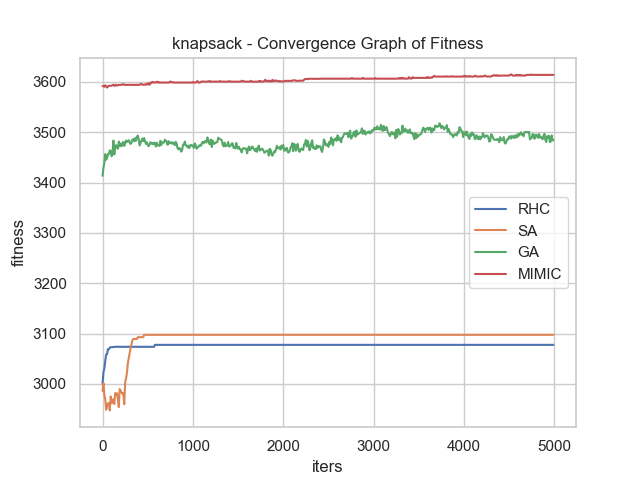 knapsack - Convergence Graph of Fitness
3600
3500
3400
3300
3200
3100
3000
fitness
RHC
SA
GA
MIMIC
0
1000
2000
3000
4000
5000
iters